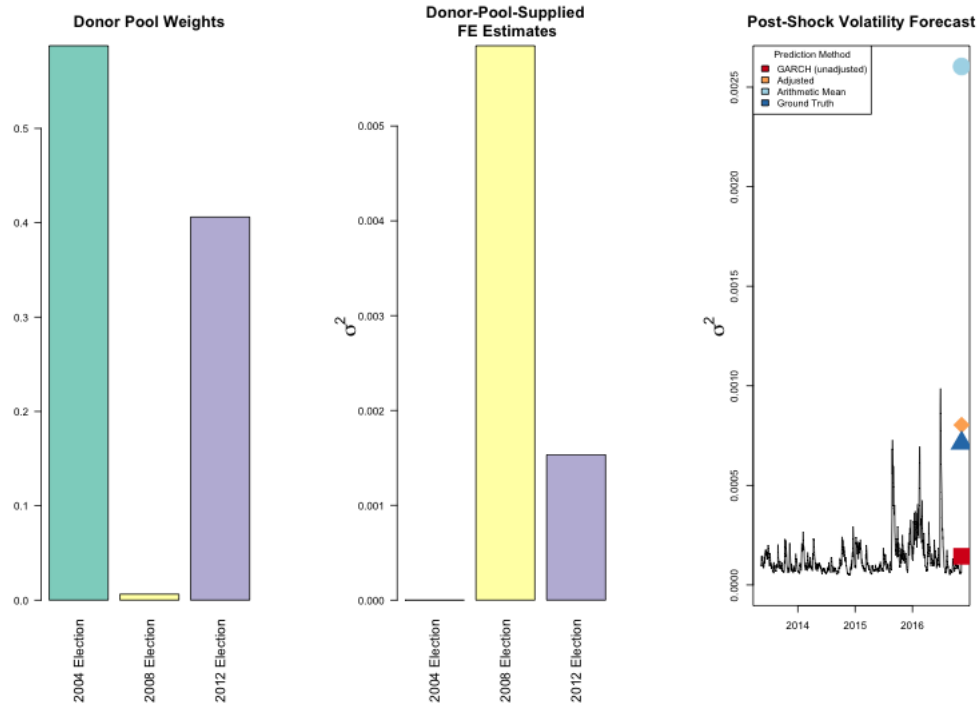 Donor Pool Weights
0.5
0.4
0.3
0.2
0.1
0.0
2004 Election
2008 Election
2012 Election
Donor-Pool-Supplied
FE Estimates
σ²
0.005
0.004
0.003
0.002
0.001
0.000
2004 Election
2008 Election
2012 Election
Post-Shock Volatility Forecast
Prediction Method
GARCH (unadjusted)
Adjusted
Arithmetic Mean
Ground Truth
σ²
0.0025
0.0020
0.0015
0.0010
0.0005
0.0000
2014
2015
2016